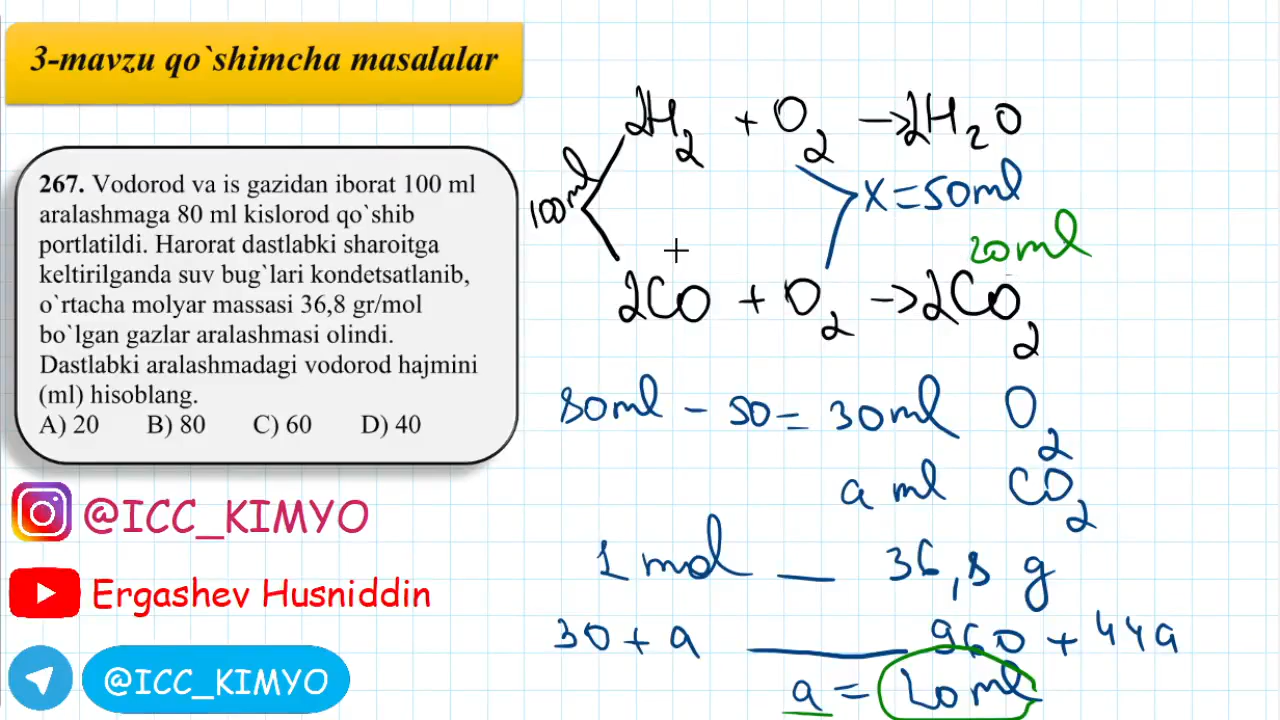 3-mavzu qo`shimcha masalalar
267. Vodorod va is gazidan iborat 100 ml
aralashmaga 80 ml kislorod qo`shib
portlatildi. Harorat dastlabki sharoitga
keltirilganda suv bug`lari kondetsatlanib,
o`rtacha molyar massasi 36,8 gr/mol
bo`lgan gazlar aralashmasi olindi.
Dastlabki aralashmadagi vodorod hajmini
(ml) hisoblang.
A) 20 B) 80 C) 60 D) 40
@ICC_KIMYO
Ergashev Husniddin
@ICC_KIMYO
2H2 + O2 → 2H2O
100ml
x = 50ml
+
20ml
2CO + O2 → 2CO2
80ml - 50 = 30ml O2
a ml CO2
1 mol — 36,8 g
30 + a — 960 + 44a
a = 20ml